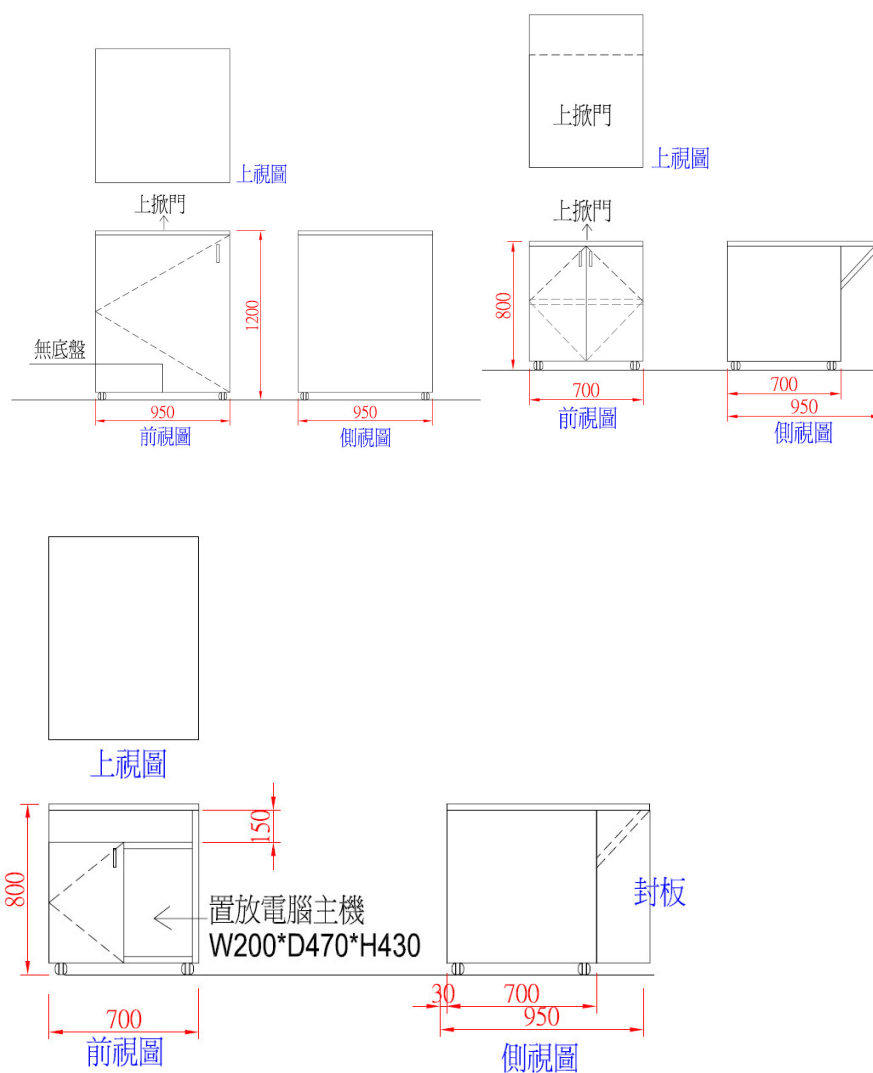 上視圖
上掀門
1200
無底盤
950
前視圖
950
側視圖
上掀門
上視圖
上掀門
800
700
前視圖
700
950
側視圖
上視圖
150
800
置放電腦主機
W200*D470*H430
700
前視圖
封板
30
700
950
側視圖